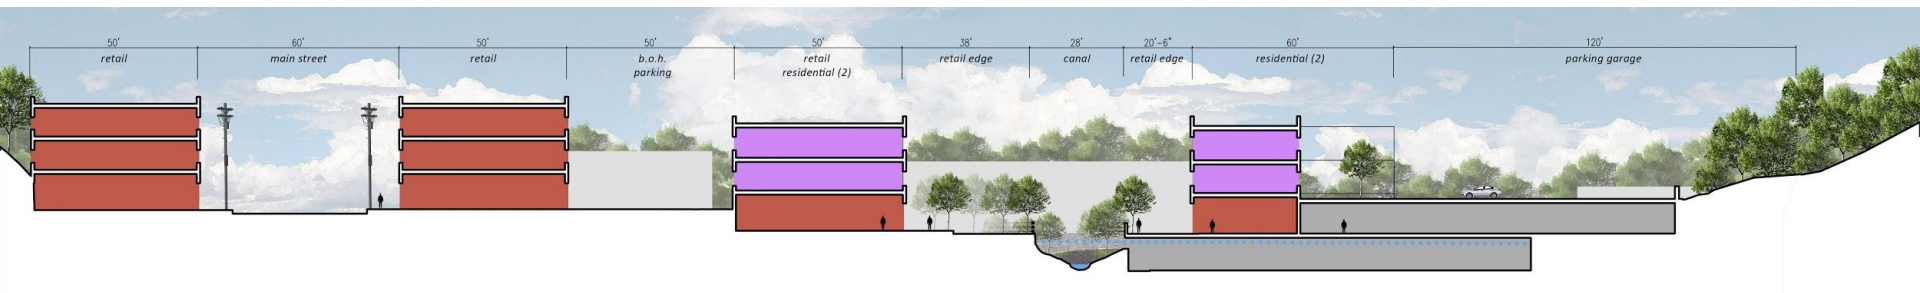 50' 60' 50' 50' 50' 38' 28' 20'-6" 60' 120'
retail main street retail b.o.h. retail retail edge canal retail edge residential (2) parking garage
parking residential (2)